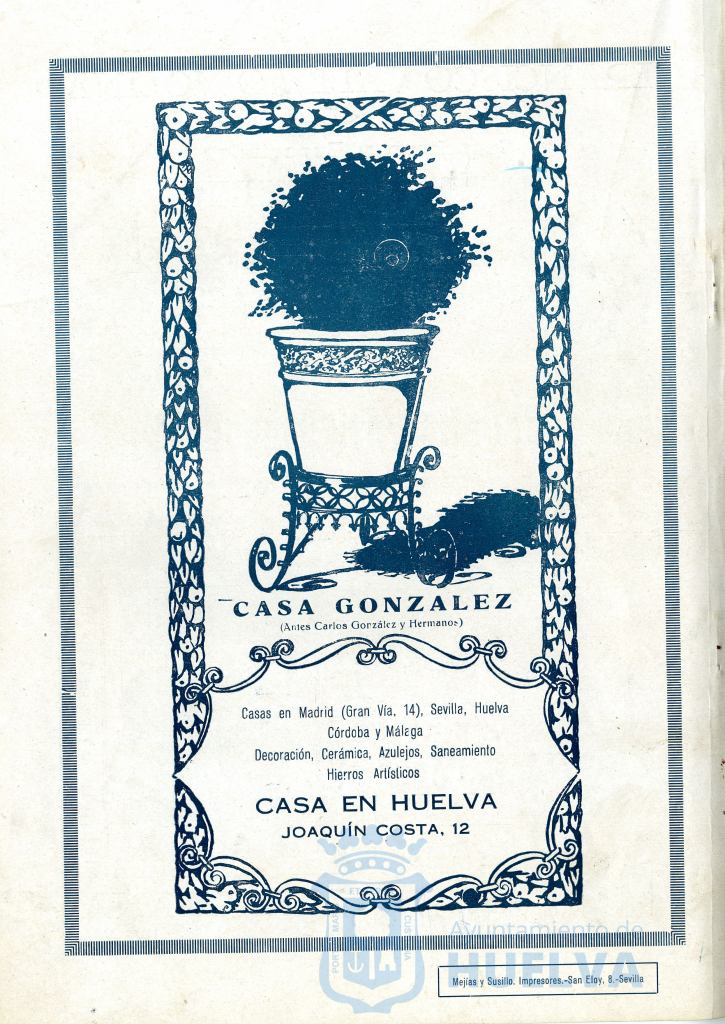 CASA GONZALEZ
(Antes Carlos González y Hermanos)
Casas en Madrid (Gran Vía, 14), Sevilla, Huelva
Córdoba y Málaga
Decoración, Cerámica, Azulejos, Saneamiento
Hierros Artísticos
CASA EN HUELVA
JOAQUÍN COSTA, 12
Ayuntamiento de
HUELVA
Mejías y Susillo. Impresores.-San Eloy, 8.-Sevilla